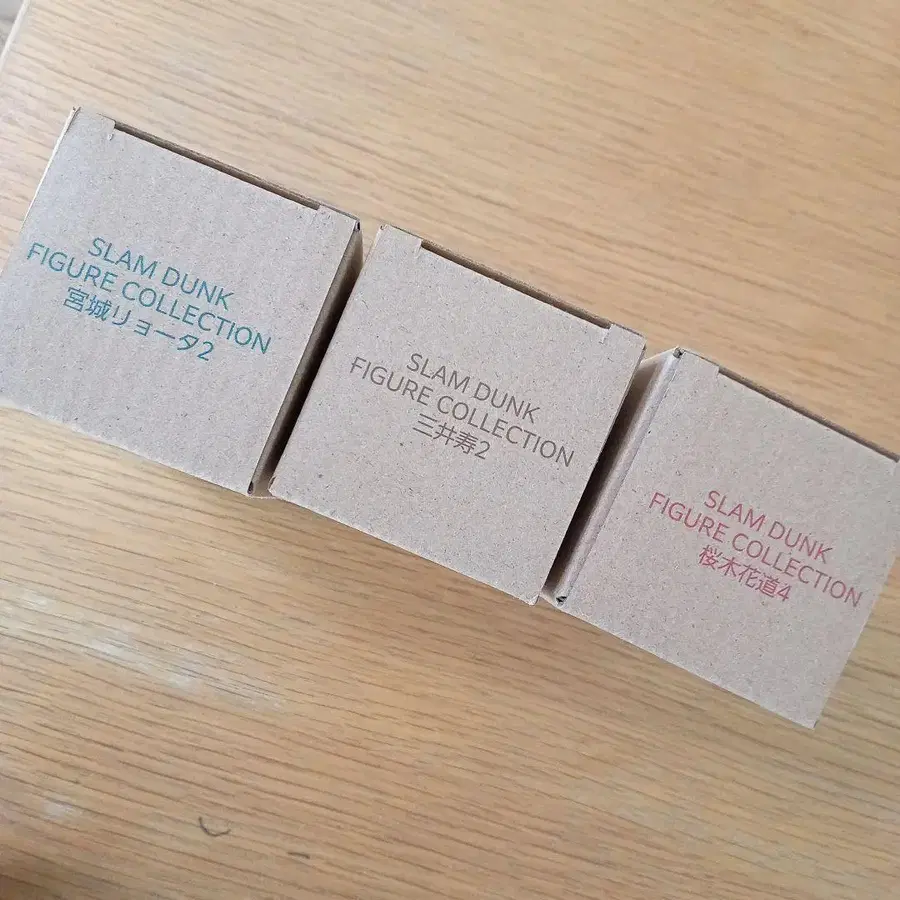 SLAM DUNK
FIGURE COLLECTION
宮城リョータ2
SLAM DUNK
FIGURE COLLECTION
三井寿2
SLAM DUNK
FIGURE COLLECTION
桜木花道4